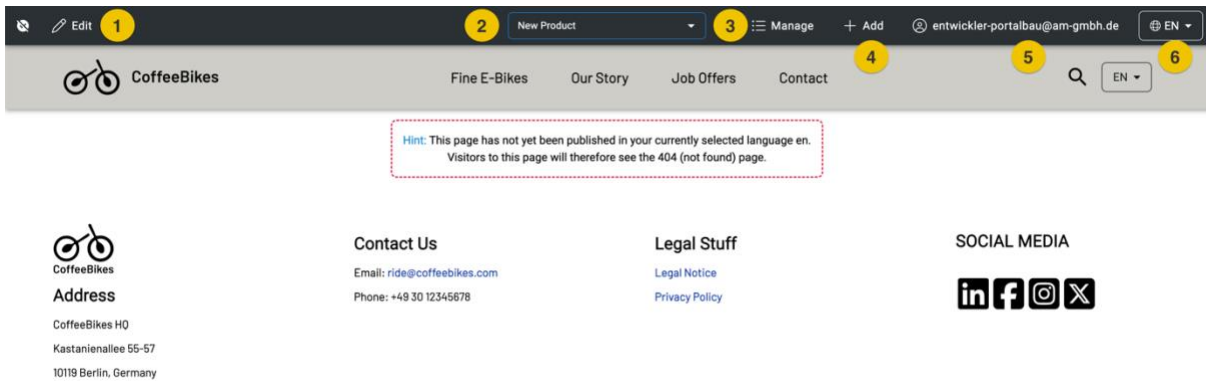 Edit 1 2 New Product 3 Manage Add entwickler-portalbau@am-gmbh.de EN
4 5 6
CoffeeBikes Fine E-Bikes Our Story Job Offers Contact EN
Hint: This page has not yet been published in your currently selected language en.
Visitors to this page will therefore see the 404 (not found) page.
CoffeeBikes
Address
CoffeeBikes HQ
Kastanienallee 55-57
10119 Berlin, Germany
Contact Us
Email: ride@coffeebikes.com
Phone: +49 30 12345678
Legal Stuff
Legal Notice
Privacy Policy
SOCIAL MEDIA
in f X